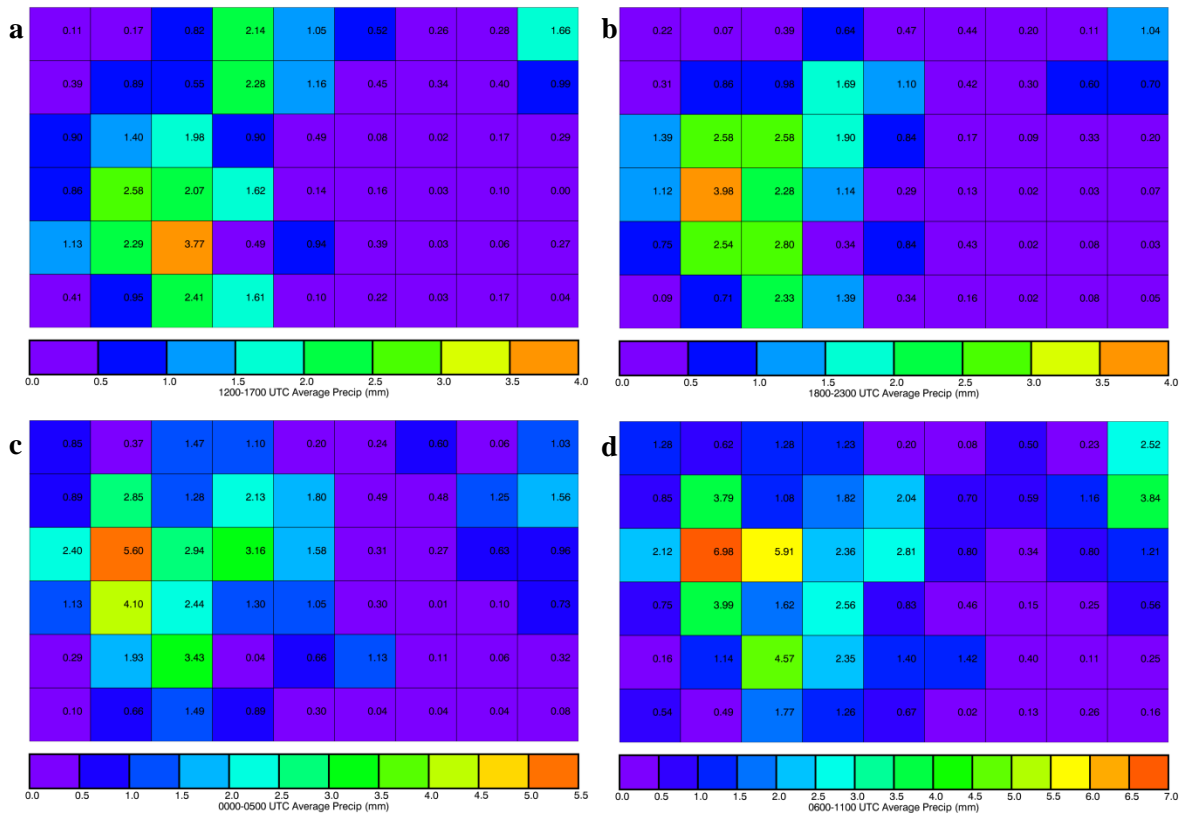 a
0.11 0.17 0.82 2.14 1.05 0.52 0.26 0.28 1.66
0.39 0.89 0.55 2.28 1.16 0.45 0.34 0.40 0.99
0.90 1.40 1.98 0.90 0.49 0.08 0.02 0.17 0.29
0.86 2.58 2.07 1.62 0.14 0.16 0.03 0.10 0.00
1.13 2.29 3.77 0.49 0.94 0.39 0.03 0.06 0.27
0.41 0.95 2.41 1.61 0.10 0.22 0.03 0.17 0.04
0.0 0.5 1.0 1.5 2.0 2.5 3.0 3.5 4.0
1200-1700 UTC Average Precip (mm)
b
0.22 0.07 0.39 0.64 0.47 0.44 0.20 0.11 1.04
0.31 0.86 0.98 1.69 1.10 0.42 0.30 0.60 0.70
1.39 2.58 2.58 1.90 0.84 0.17 0.09 0.33 0.20
1.12 3.98 2.28 1.14 0.29 0.13 0.02 0.03 0.07
0.75 2.54 2.80 0.34 0.84 0.43 0.02 0.08 0.03
0.09 0.71 2.33 1.39 0.34 0.16 0.02 0.08 0.05
0.0 0.5 1.0 1.5 2.0 2.5 3.0 3.5 4.0
1800-2300 UTC Average Precip (mm)
c
0.85 0.37 1.47 1.10 0.20 0.24 0.60 0.06 1.03
0.89 2.85 1.28 2.13 1.80 0.49 0.48 1.25 1.56
2.40 5.60 2.94 3.16 1.58 0.31 0.27 0.63 0.96
1.13 4.10 2.44 1.30 1.05 0.30 0.01 0.10 0.73
0.29 1.93 3.43 0.04 0.66 1.13 0.11 0.06 0.32
0.10 0.66 1.49 0.89 0.30 0.04 0.04 0.04 0.08
0.0 0.5 1.0 1.5 2.0 2.5 3.0 3.5 4.0 4.5 5.0 5.5
0000-0500 UTC Average Precip (mm)
d
1.28 0.62 1.28 1.23 0.20 0.08 0.50 0.23 2.52
0.65 3.79 1.08 1.82 2.04 0.70 0.59 1.16 3.84
2.12 6.98 5.91 2.36 2.81 0.80 0.34 0.80 1.21
0.75 3.99 1.62 2.56 0.83 0.46 0.15 0.25 0.56
0.16 1.14 4.57 2.35 1.40 1.42 0.40 0.11 0.25
0.54 0.49 1.77 1.26 0.67 0.02 0.13 0.26 0.16
0.0 0.5 1.0 1.5 2.0 2.5 3.0 3.5 4.0 4.5 5.0 5.5 6.0 6.5 7.0
0600-1100 UTC Average Precip (mm)